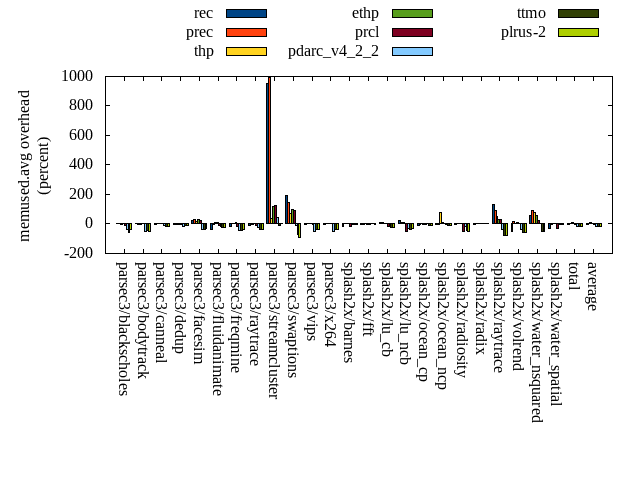 rec
prec
thp
ethp
prcl
pdarc_v4_2_2
ttmo
plrus-2
memused.avg overhead
(percent)
1000
800
600
400
200
0
-200
parsec3/blackscholes
parsec3/bodytrack
parsec3/canneal
parsec3/dedup
parsec3/facesim
parsec3/fluidanimate
parsec3/freqmine
parsec3/raytrace
parsec3/streamcluster
parsec3/swaptions
parsec3/vips
parsec3/x264
splash2x/barnes
splash2x/fft
splash2x/lu_cb
splash2x/lu_ncb
splash2x/ocean_cp
splash2x/ocean_ncp
splash2x/radiosity
splash2x/radix
splash2x/raytrace
splash2x/volrend
splash2x/water_nsquared
splash2x/water_spatial
total
average